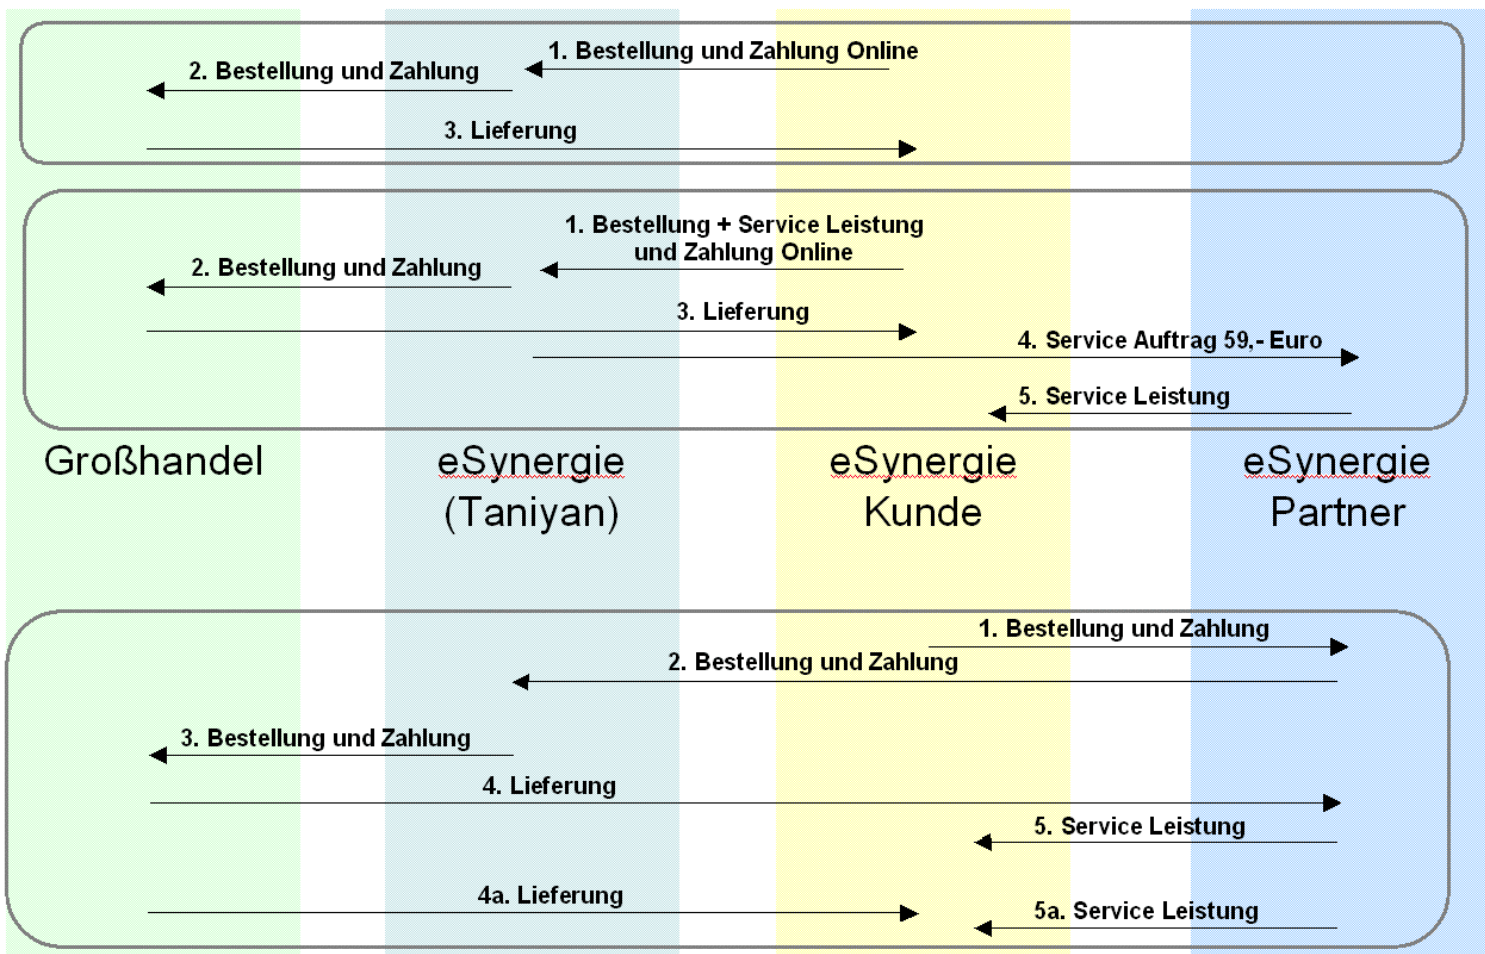 1. Bestellung und Zahlung Online
2. Bestellung und Zahlung
3. Lieferung
1. Bestellung + Service Leistung
und Zahlung Online
2. Bestellung und Zahlung
3. Lieferung
4. Service Auftrag 59,- Euro
5. Service Leistung
Großhandel
eSynergie
(Taniyan)
eSynergie
Kunde
eSynergie
Partner
1. Bestellung und Zahlung
2. Bestellung und Zahlung
3. Bestellung und Zahlung
4. Lieferung
5. Service Leistung
4a. Lieferung
5a. Service Leistung